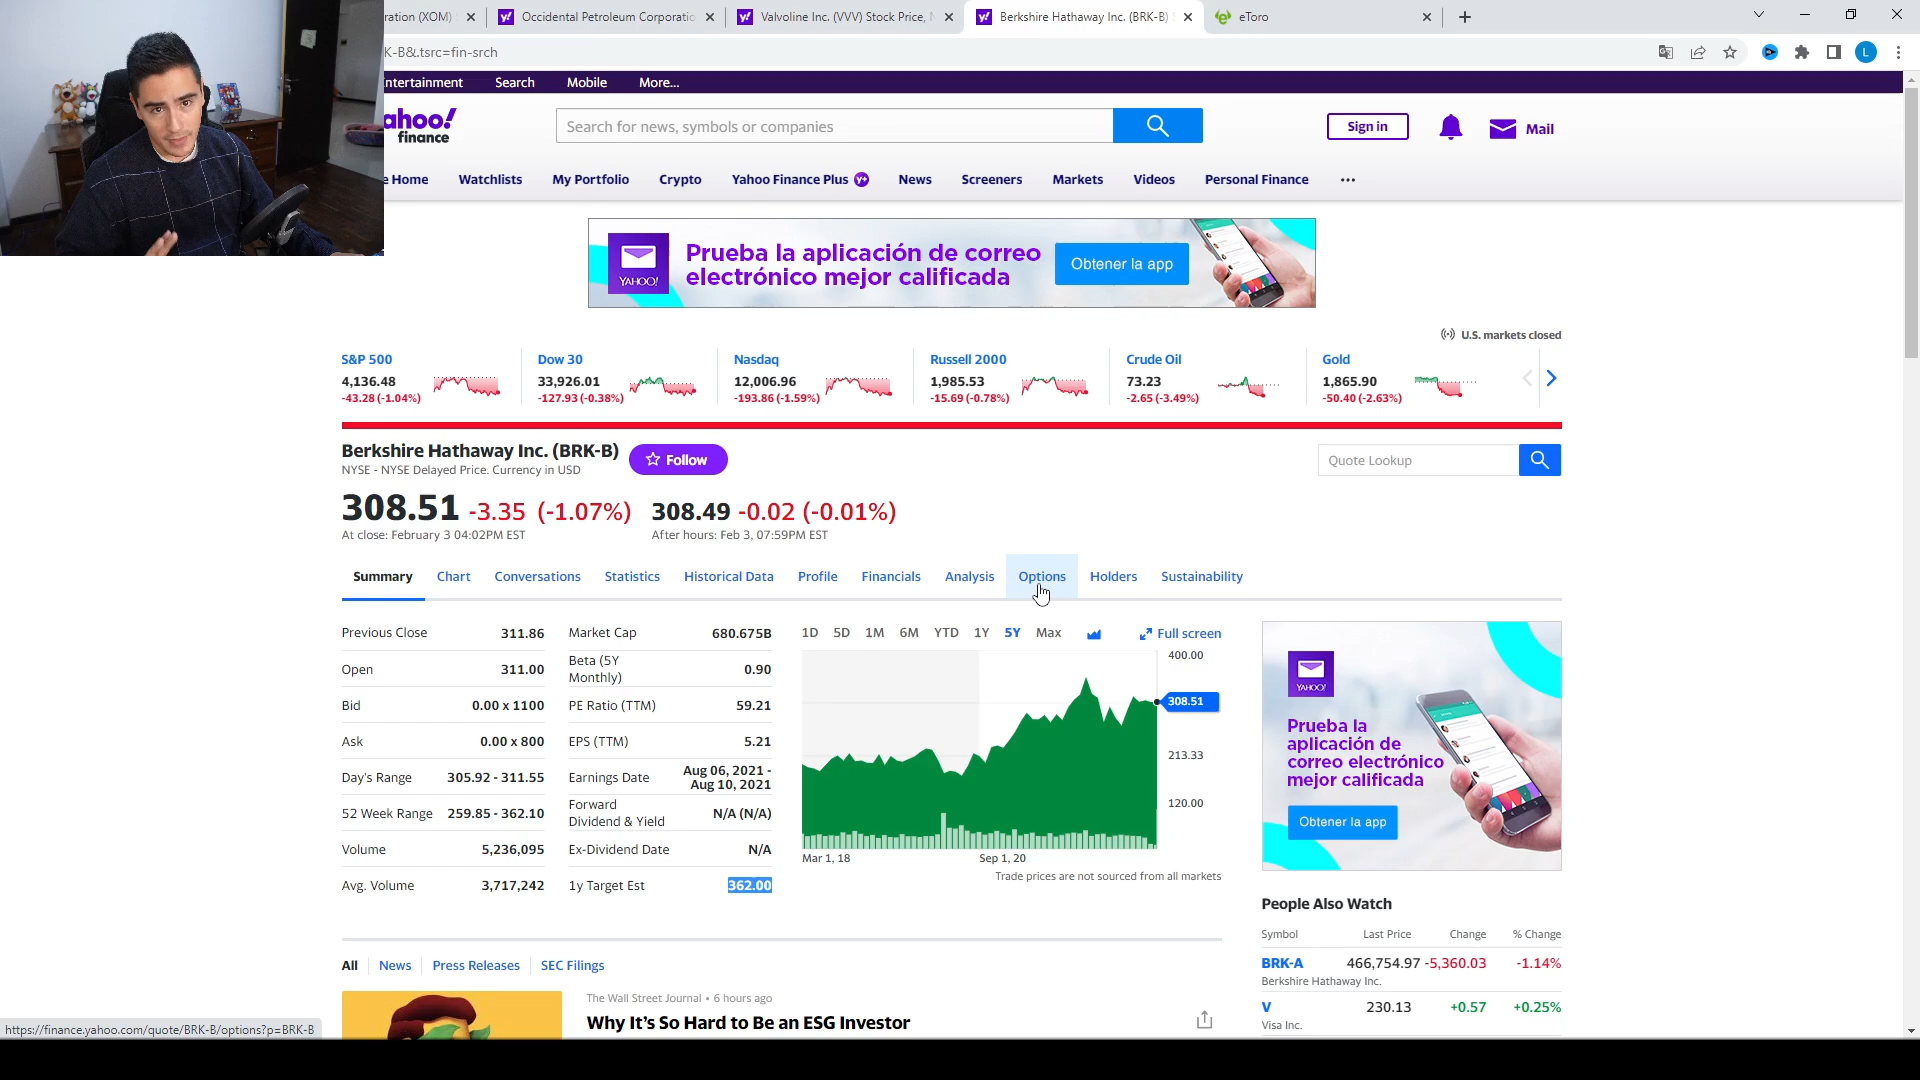 ration (XOM)
Occidental Petroleum Corporatio
Valvoline Inc. (VVV) Stock Price, N
Berkshire Hathaway Inc. (BRK-B) S
eToro
K-B&.tsrc=fin-srch
L
ntertainment Search Mobile More...
ahoo!
finance
Search for news, symbols or companies
Sign in
Mail
e Home Watchlists My Portfolio Crypto Yahoo Finance Plus News Screeners Markets Videos Personal Finance ...
YAHOO!
Prueba la aplicación de correo
electrónico mejor calificada
Obtener la app
U.S. markets closed
S&P 500 Dow 30 Nasdaq Russell 2000 Crude Oil Gold
4,136.48 33,926.01 12,006.96 1,985.53 73.23 1,865.90
-43.28 (-1.04%) -127.93 (-0.38%) -193.86 (-1.59%) -15.69 (-0.78%) -2.65 (-3.49%) -50.40 (-2.63%)
Berkshire Hathaway Inc. (BRK-B)
Follow
Quote Lookup
NYSE - NYSE Delayed Price. Currency in USD
308.51 -3.35 (-1.07%) 308.49 -0.02 (-0.01%)
At close: February 3 04:02PM EST After hours: Feb 3, 07:59PM EST
Summary Chart Conversations Statistics Historical Data Profile Financials Analysis Options Holders Sustainability
Previous Close 311.86
Open 311.00
Bid 0.00 x 1100
Ask 0.00 x 800
Day's Range 305.92 - 311.55
52 Week Range 259.85 - 362.10
Volume 5,236,095
Avg. Volume 3,717,242
Market Cap 680.675B
Beta (5Y
Monthly) 0.90
PE Ratio (TTM) 59.21
EPS (TTM) 5.21
Earnings Date Aug 06, 2021 -
Aug 10, 2021
Forward
Dividend & Yield N/A (N/A)
Ex-Dividend Date N/A
1y Target Est 362.00
1D 5D 1M 6M YTD 1Y 5Y Max Full screen
400.00
308.51
213.33
120.00
Mar 1, 18 Sep 1, 20
Trade prices are not sourced from all markets
YAHOO!
Prueba la
aplicación de
correo electrónico
mejor calificada
Obtener la app
People Also Watch
Symbol Last Price Change % Change
BRK-A 466,754.97 -5,360.03 -1.14%
Berkshire Hathaway Inc.
V 230.13 +0.57 +0.25%
Visa Inc.
All News Press Releases SEC Filings
The Wall Street Journal • 6 hours ago
Why It's So Hard to Be an ESG Investor
https://finance.yahoo.com/quote/BRK-B/options?p=BRK-B